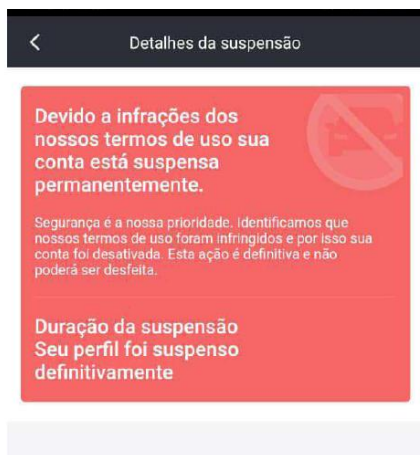 Detalhes da suspensão
Devido a infrações dos
nossos termos de uso sua
conta está suspensa
permanentemente.
Segurança é a nossa prioridade. Identificamos que
nossos termos de uso foram infringidos e por isso sua
conta foi desativada. Esta ação é definitiva e não
poderá ser desfeita.
Duração da suspensão
Seu perfil foi suspenso
definitivamente